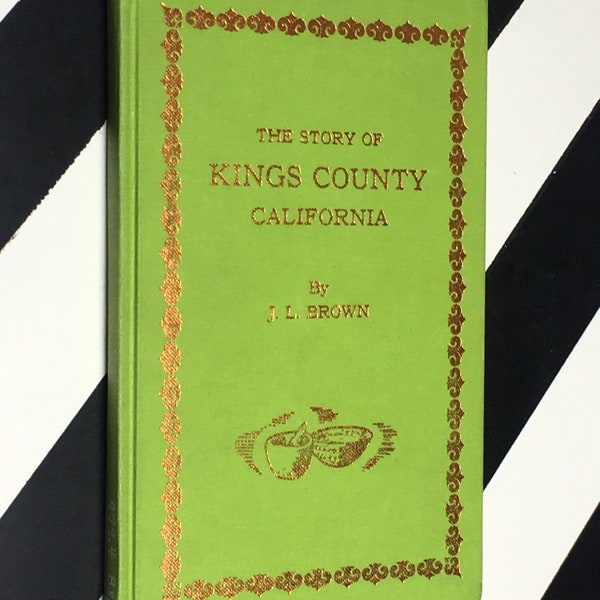 THE STORY OF
KINGS COUNTY
CALIFORNIA
By
J. L. BROWN